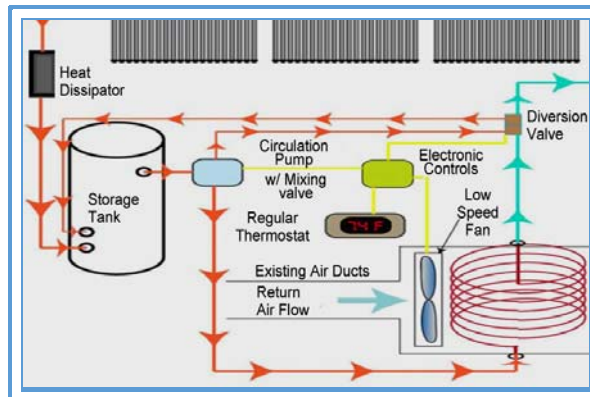 Heat
Dissipator
Diversion
Valve
Circulation
Pump
w/ Mixing
valve
Electronic
Controls
Storage
Tank
Low
Speed
Fan
Regular
Thermostat
74 F
Existing Air Ducts
Return
Air Flow